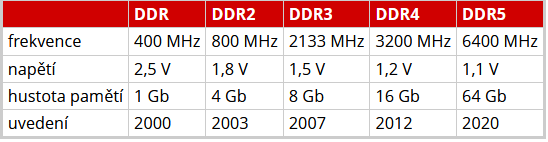 DDR DDR2 DDR3 DDR4 DDR5
frekvence 400 MHz 800 MHz 2133 MHz 3200 MHz 6400 MHz
napětí 2,5 V 1,8 V 1,5 V 1,2 V 1,1 V
hustota pamětí 1 Gb 4 Gb 8 Gb 16 Gb 64 Gb
uvedení 2000 2003 2007 2012 2020